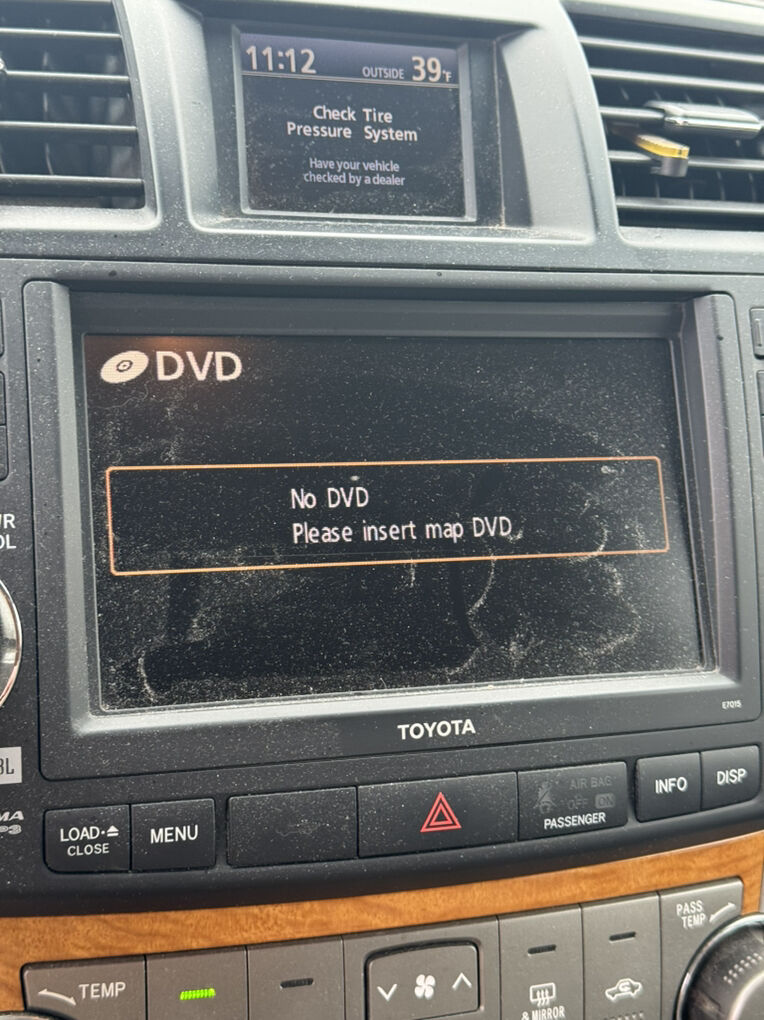 11:12
OUTSIDE 39°F
Check Tire
Pressure System
Have your vehicle
checked by a dealer
DVD
No DVD
Please insert map DVD
E7015
TOYOTA
LOAD·⏏
CLOSE
MENU
AIR BAG
OFF ON
PASSENGER
INFO
DISP
TEMP
& MIRROR
PASS
TEMP